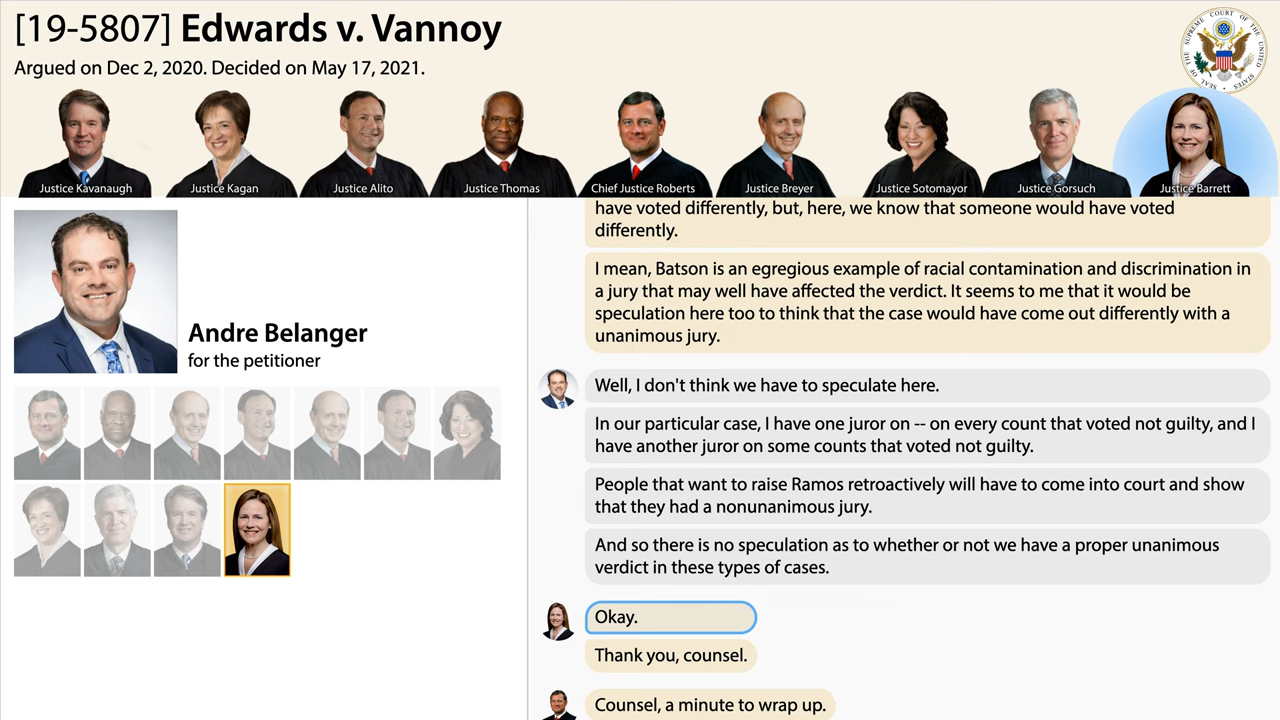 [19-5807] Edwards v. Vannoy
Argued on Dec 2, 2020. Decided on May 17, 2021.
SEAL OF THE SUPREME COURT OF THE UNITED STATES
Justice Kavanaugh
Justice Kagan
Justice Alito
Justice Thomas
Chief Justice Roberts
Justice Breyer
Justice Sotomayor
Justice Gorsuch
Justice Barrett
Andre Belanger
for the petitioner
have voted differently, but, here, we know that someone would have voted
differently.
I mean, Batson is an egregious example of racial contamination and discrimination in
a jury that may well have affected the verdict. It seems to me that it would be
speculation here too to think that the case would have come out differently with a
unanimous jury.
Well, I don't think we have to speculate here.
In our particular case, I have one juror on -- on every count that voted not guilty, and I
have another juror on some counts that voted not guilty.
People that want to raise Ramos retroactively will have to come into court and show
that they had a nonunanimous jury.
And so there is no speculation as to whether or not we have a proper unanimous
verdict in these types of cases.
Okay.
Thank you, counsel.
Counsel, a minute to wrap up.